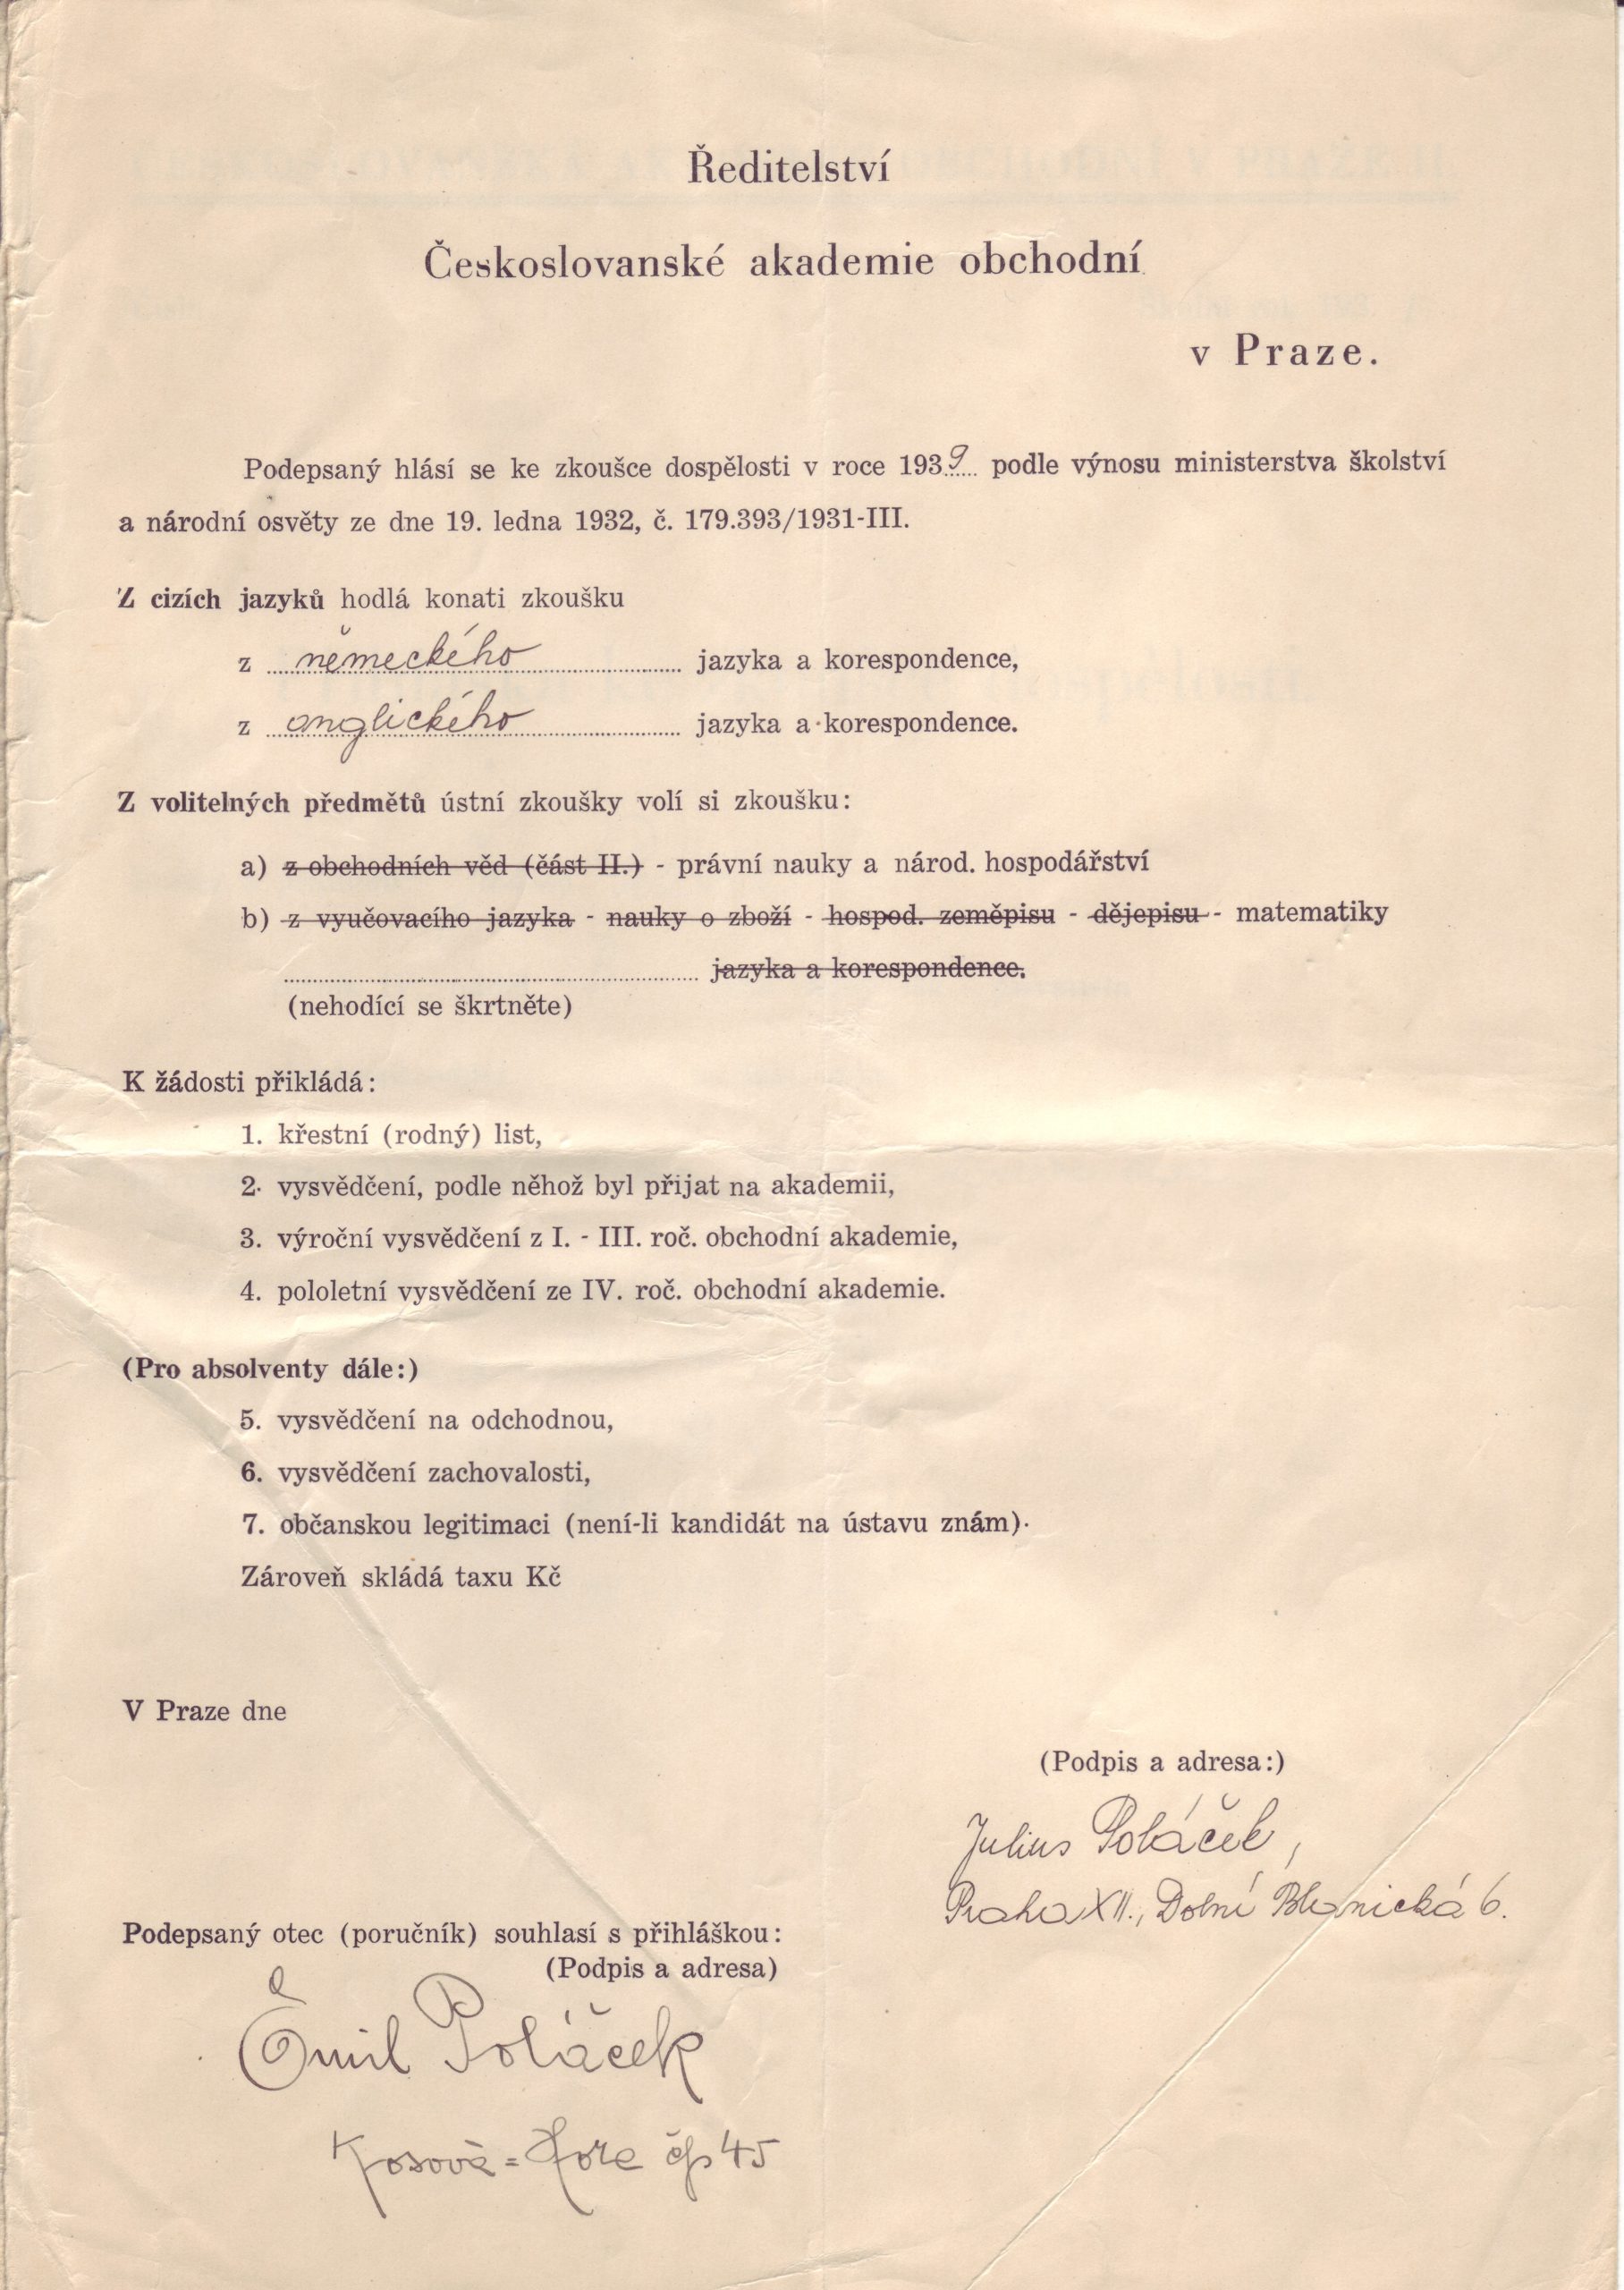 Ředitelství
Československé akademie obchodní
v Praze.
Podepsaný hlásí se ke zkoušce dospělosti v roce 1939 podle výnosu ministerstva školství
a národní osvěty ze dne 19. ledna 1932, č. 179.393/1931-III.
Z cizích jazyků hodlá konati zkoušku
z německého jazyka a korespondence,
z anglického jazyka a korespondence.
Z volitelných předmětů ústní zkoušky volí si zkoušku:
a) z obchodních věd (část II.) - právní nauky a národ. hospodářství
b) z vyučovacího jazyka - nauky o zboží - hospod. zeměpisu - dějepisu - matematiky
jazyka a korespondence.
(nehodící se škrtněte)
K žádosti přikládá:
1. křestní (rodný) list,
2. vysvědčení, podle něhož byl přijat na akademii,
3. výroční vysvědčení z I. - III. roč. obchodní akademie,
4. pololetní vysvědčení ze IV. roč. obchodní akademie.
(Pro absolventy dále:)
5. vysvědčení na odchodnou,
6. vysvědčení zachovalosti,
7. občanskou legitimaci (není-li kandidát na ústavu znám).
Zároveň skládá taxu Kč
V Praze dne
(Podpis a adresa:)
Julius Poláček,
Praha XII., Dolní Blanická 6.
Podepsaný otec (poručník) souhlasí s přihláškou:
(Podpis a adresa)
Emil Poláček
Kosova=Hora čp 45